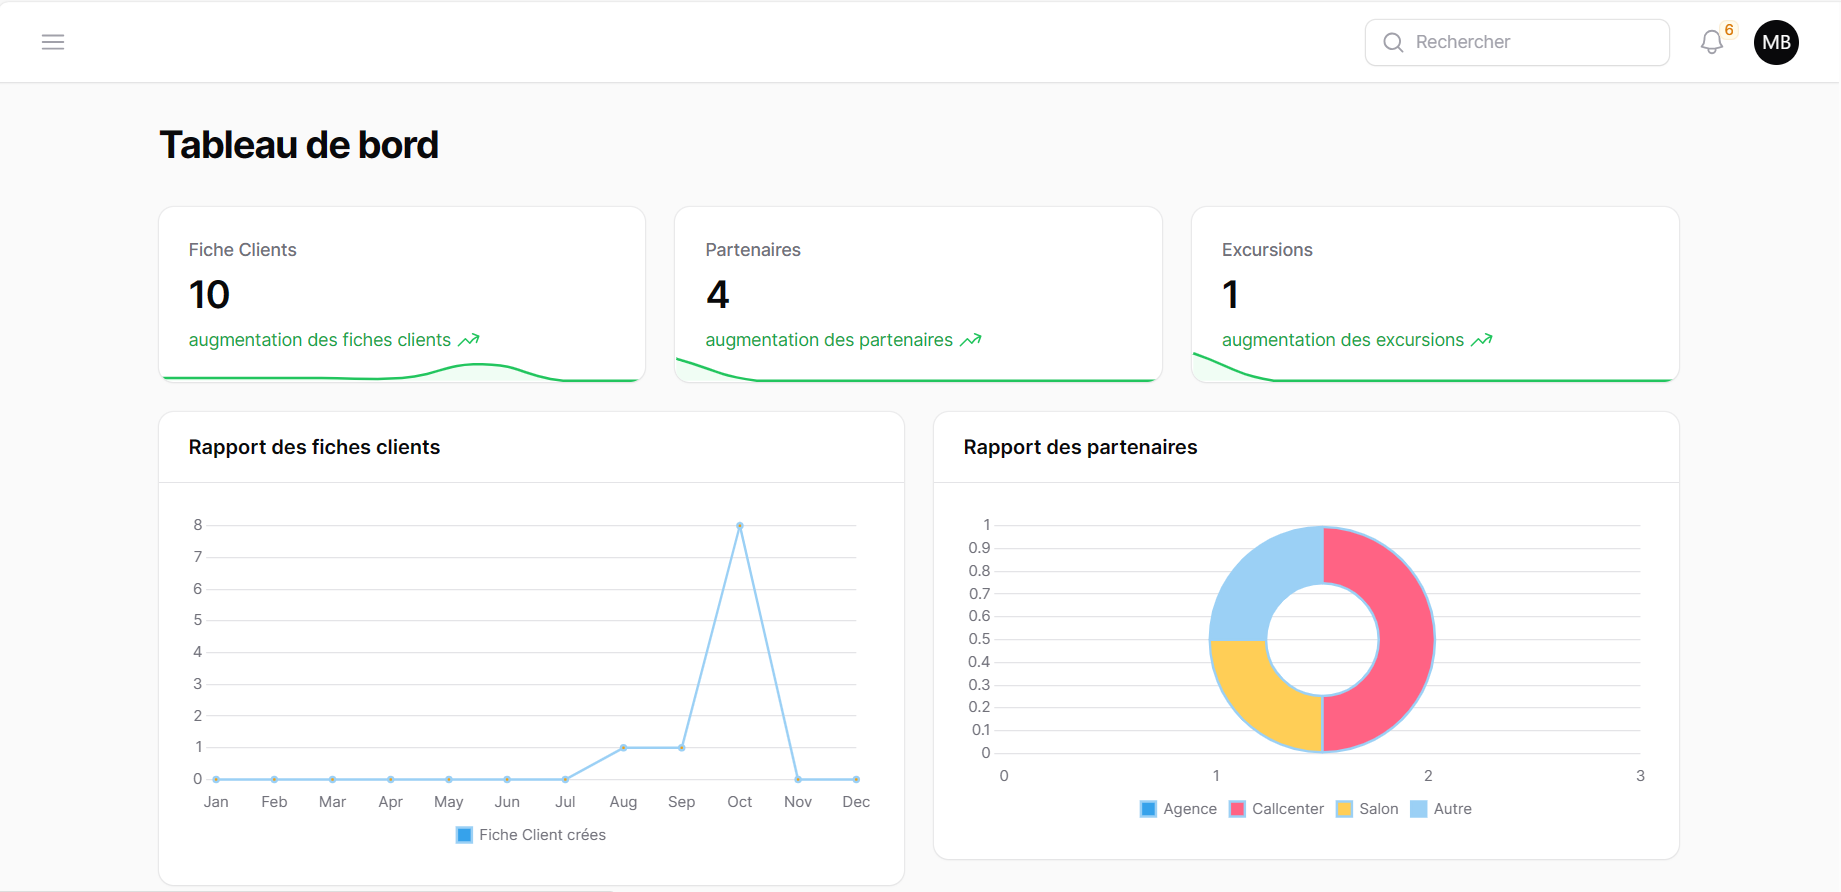 Rechercher
6
MB
Tableau de bord
Fiche Clients
10
augmentation des fiches clients
Partenaires
4
augmentation des partenaires
Excursions
1
augmentation des excursions
Rapport des fiches clients
8
7
6
5
4
3
2
1
0
Jan Feb Mar Apr May Jun Jul Aug Sep Oct Nov Dec
Fiche Client crées
Rapport des partenaires
1
0.9
0.8
0.7
0.6
0.5
0.4
0.3
0.2
0.1
0
0 1 2 3
Agence Callcenter Salon Autre